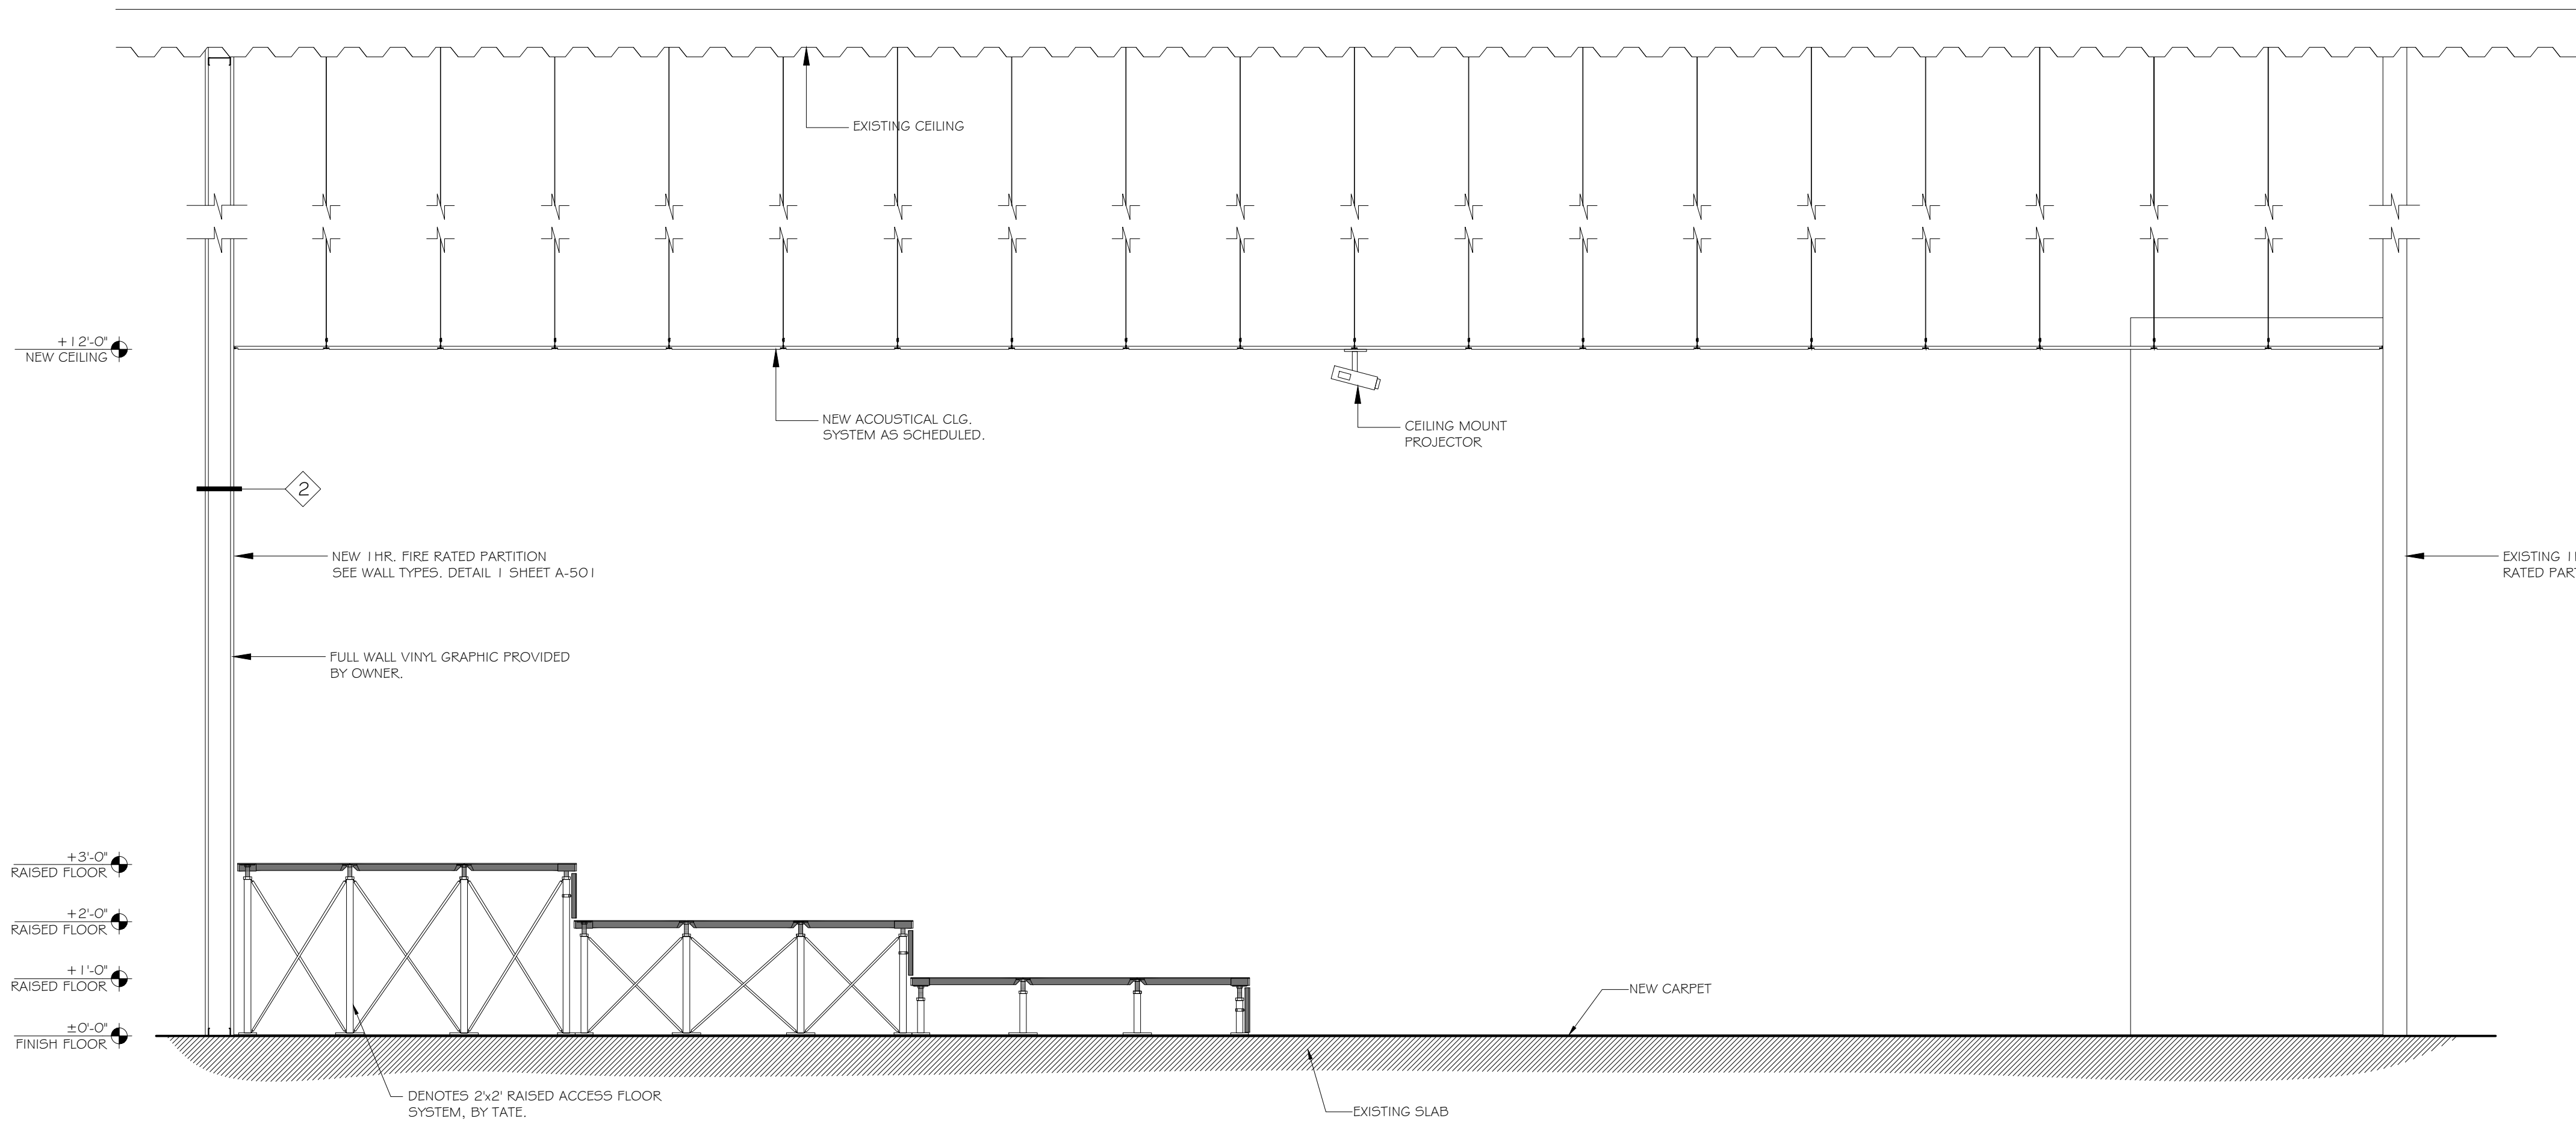 EXISTING CEILING
+12'-0"
NEW CEILING
NEW ACOUSTICAL CLG.
SYSTEM AS SCHEDULED.
CEILING MOUNT
PROJECTOR
2
NEW 1HR. FIRE RATED PARTITION
SEE WALL TYPES. DETAIL 1 SHEET A-501
EXISTING
RATED
FULL WALL VINYL GRAPHIC PROVIDED
BY OWNER.
+3'-0"
RAISED FLOOR
+2'-0"
RAISED FLOOR
+1'-0"
RAISED FLOOR
NEW CARPET
±0'-0"
FINISH FLOOR
DENOTES 2'x2' RAISED ACCESS FLOOR
SYSTEM, BY TATE.
EXISTING SLAB